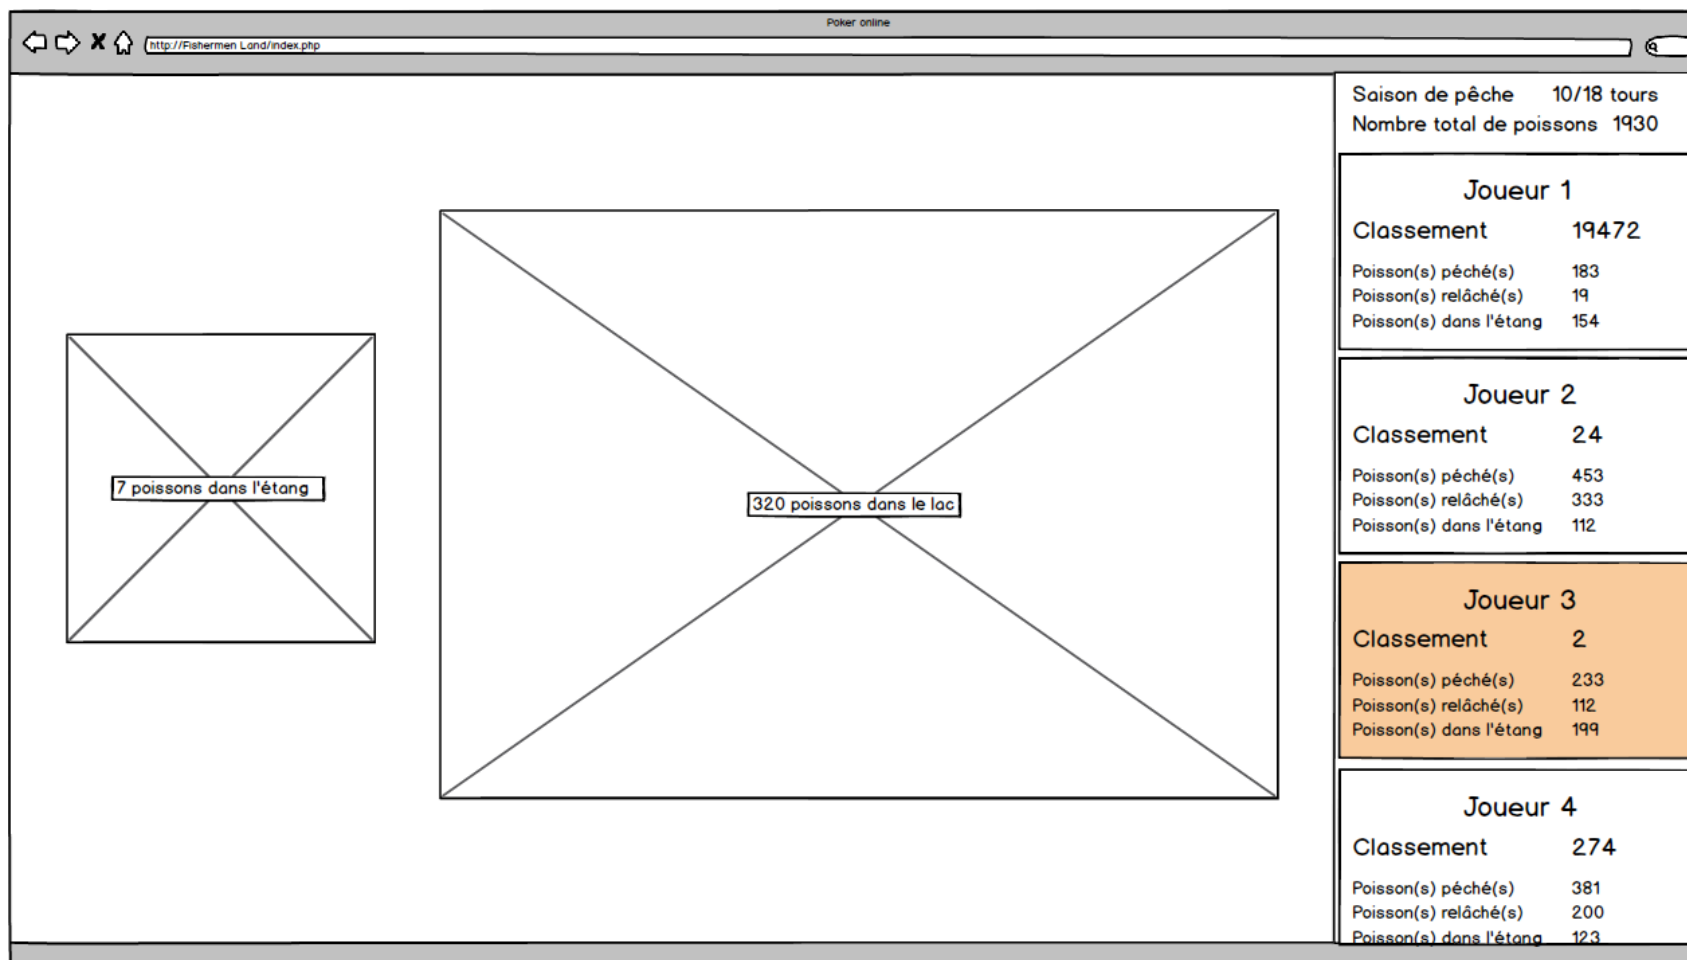 Poker online
http://Fishermen Land/index.php
Saison de pêche 10/18 tours
Nombre total de poissons 1930
7 poissons dans l'étang
320 poissons dans le lac
Joueur 1
Classement 19472
Poisson(s) péché(s) 183
Poisson(s) relâché(s) 19
Poisson(s) dans l'étang 154
Joueur 2
Classement 24
Poisson(s) péché(s) 453
Poisson(s) relâché(s) 333
Poisson(s) dans l'étang 112
Joueur 3
Classement 2
Poisson(s) péché(s) 233
Poisson(s) relâché(s) 112
Poisson(s) dans l'étang 199
Joueur 4
Classement 274
Poisson(s) péché(s) 381
Poisson(s) relâché(s) 200
Poisson(s) dans l'étang 123